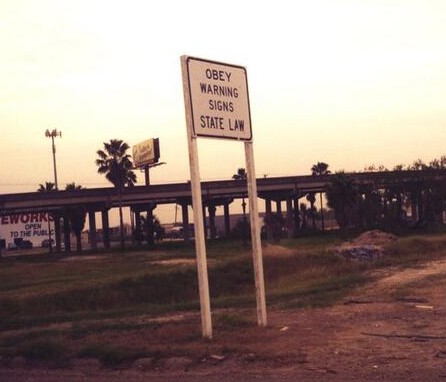 OBEY
WARNING
SIGNS
STATE LAW
EWORKS
OPEN
TO THE PUBLIC